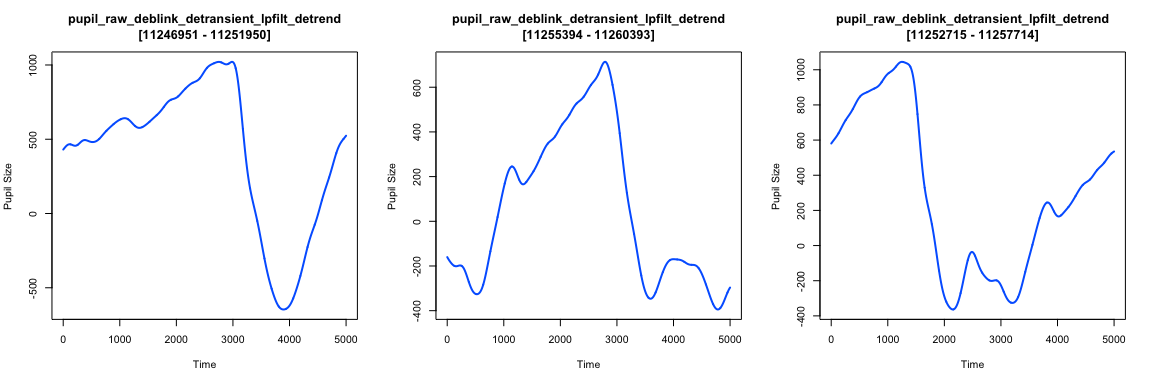 pupil_raw_deblink_detransient_lpfilt_detrend
[11246951 - 11251950]
1000
500
0
-500
Pupil Size
0 1000 2000 3000 4000 5000
Time
pupil_raw_deblink_detransient_lpfilt_detrend
[11255394 - 11260393]
600
400
200
0
-200
-400
Pupil Size
0 1000 2000 3000 4000 5000
Time
pupil_raw_deblink_detransient_lpfilt_detrend
[11252715 - 11257714]
1000
800
600
400
200
0
-200
-400
Pupil Size
0 1000 2000 3000 4000 5000
Time